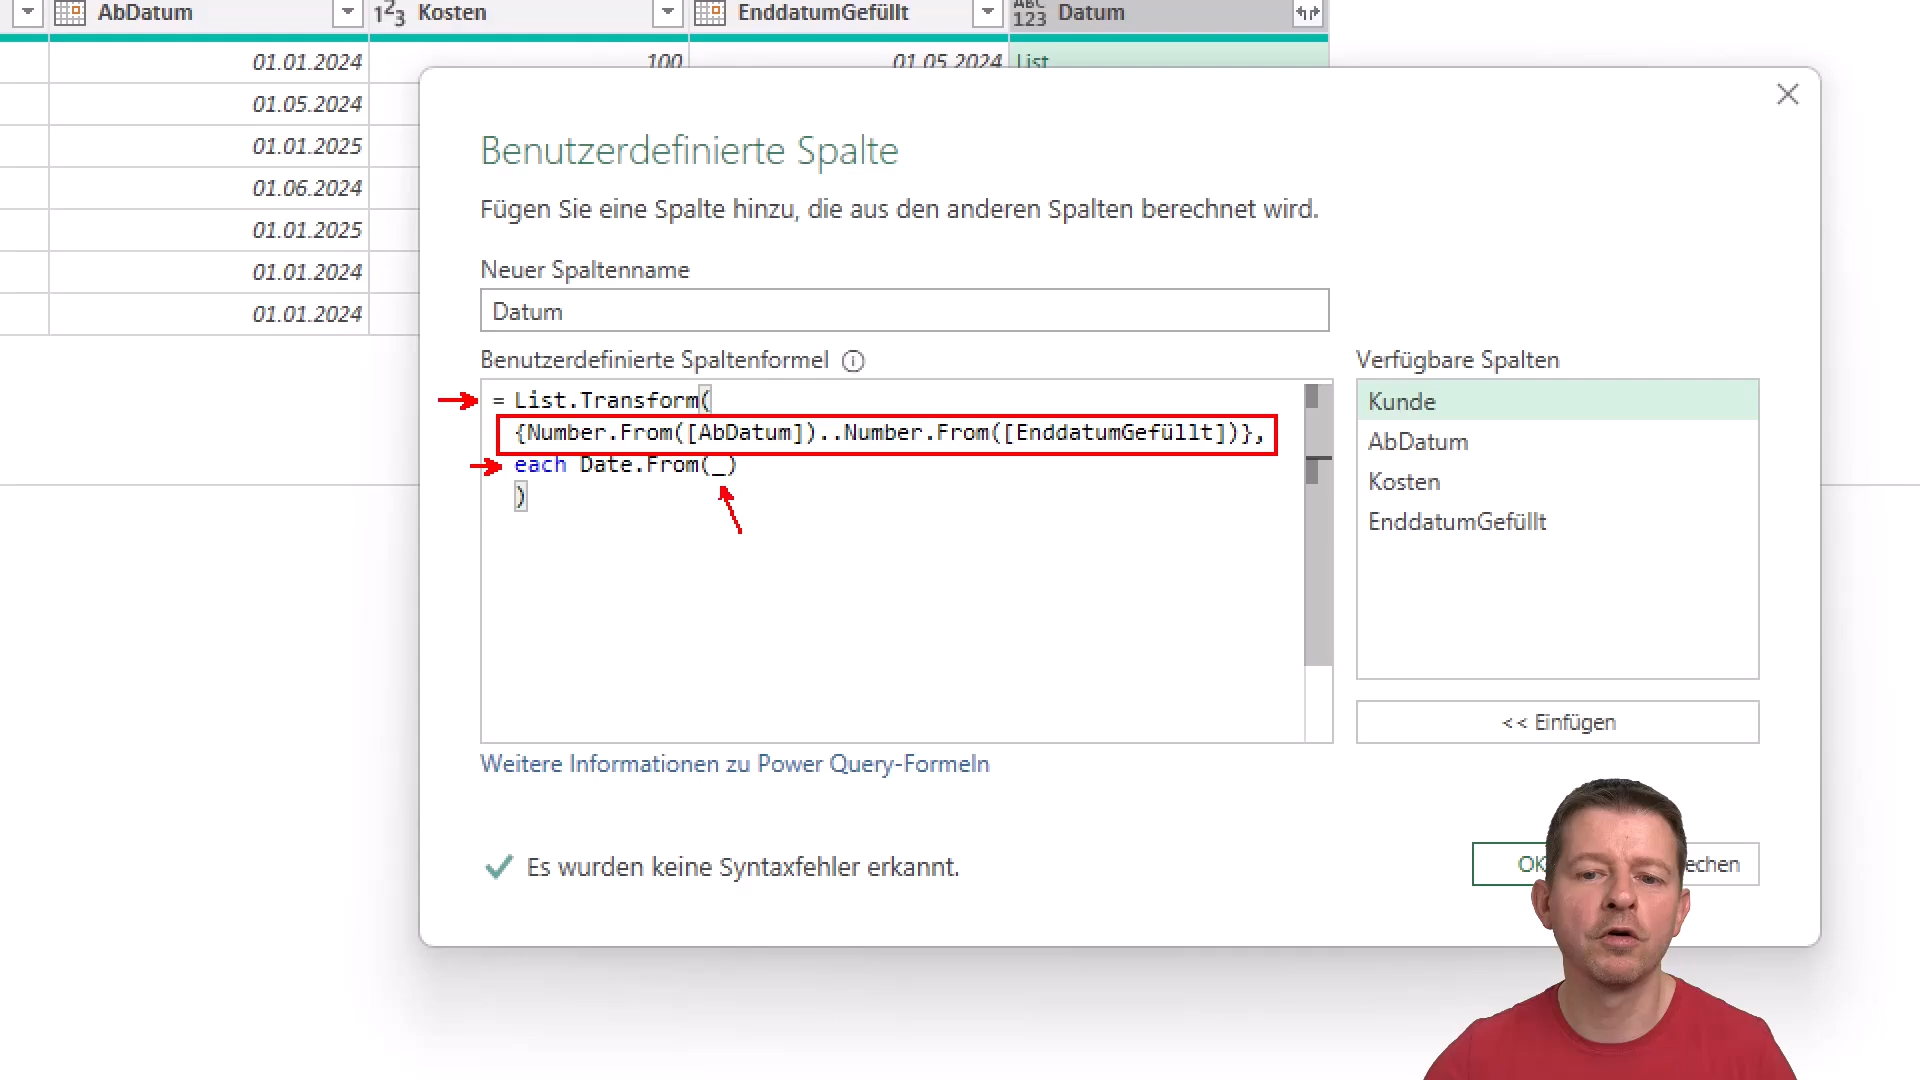 AbDatum 1²3 Kosten EnddatumGefüllt ABC 123 Datum
01.01.2024 100 01.05.2024 List
01.05.2024
01.01.2025
01.06.2024
01.01.2025
01.01.2024
01.01.2024
Benutzerdefinierte Spalte
Fügen Sie eine Spalte hinzu, die aus den anderen Spalten berechnet wird.
Neuer Spaltenname
Datum
Benutzerdefinierte Spaltenformel
= List.Transform(
{Number.From([AbDatum])..Number.From([EnddatumGefüllt])},
each Date.From(_)
)
Verfügbare Spalten
Kunde
AbDatum
Kosten
EnddatumGefüllt
<< Einfügen
Weitere Informationen zu Power Query-Formeln
Es wurden keine Syntaxfehler erkannt.
OK
echen